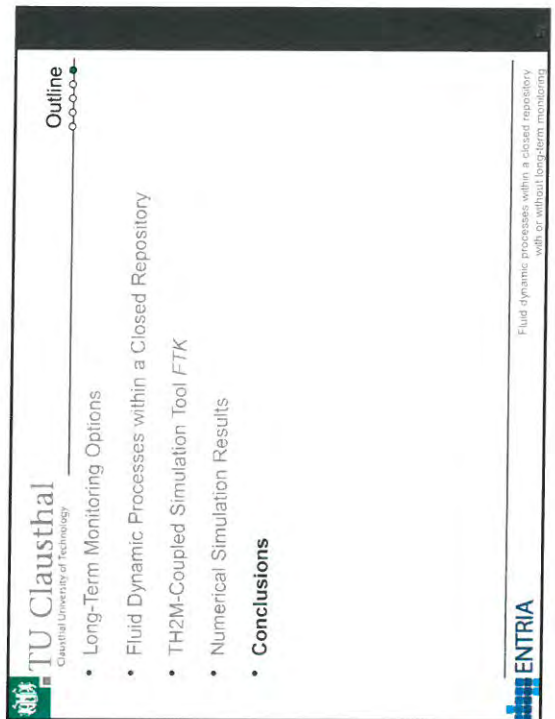 TU Clausthal
Clausthal University of Technology
Outline
• Long-Term Monitoring Options
• Fluid Dynamic Processes within a Closed Repository
• TH2M-Coupled Simulation Tool FTK
• Numerical Simulation Results
• Conclusions
ENTRIA
Fluid dynamic processes within a closed repository
with or without long-term monitoring